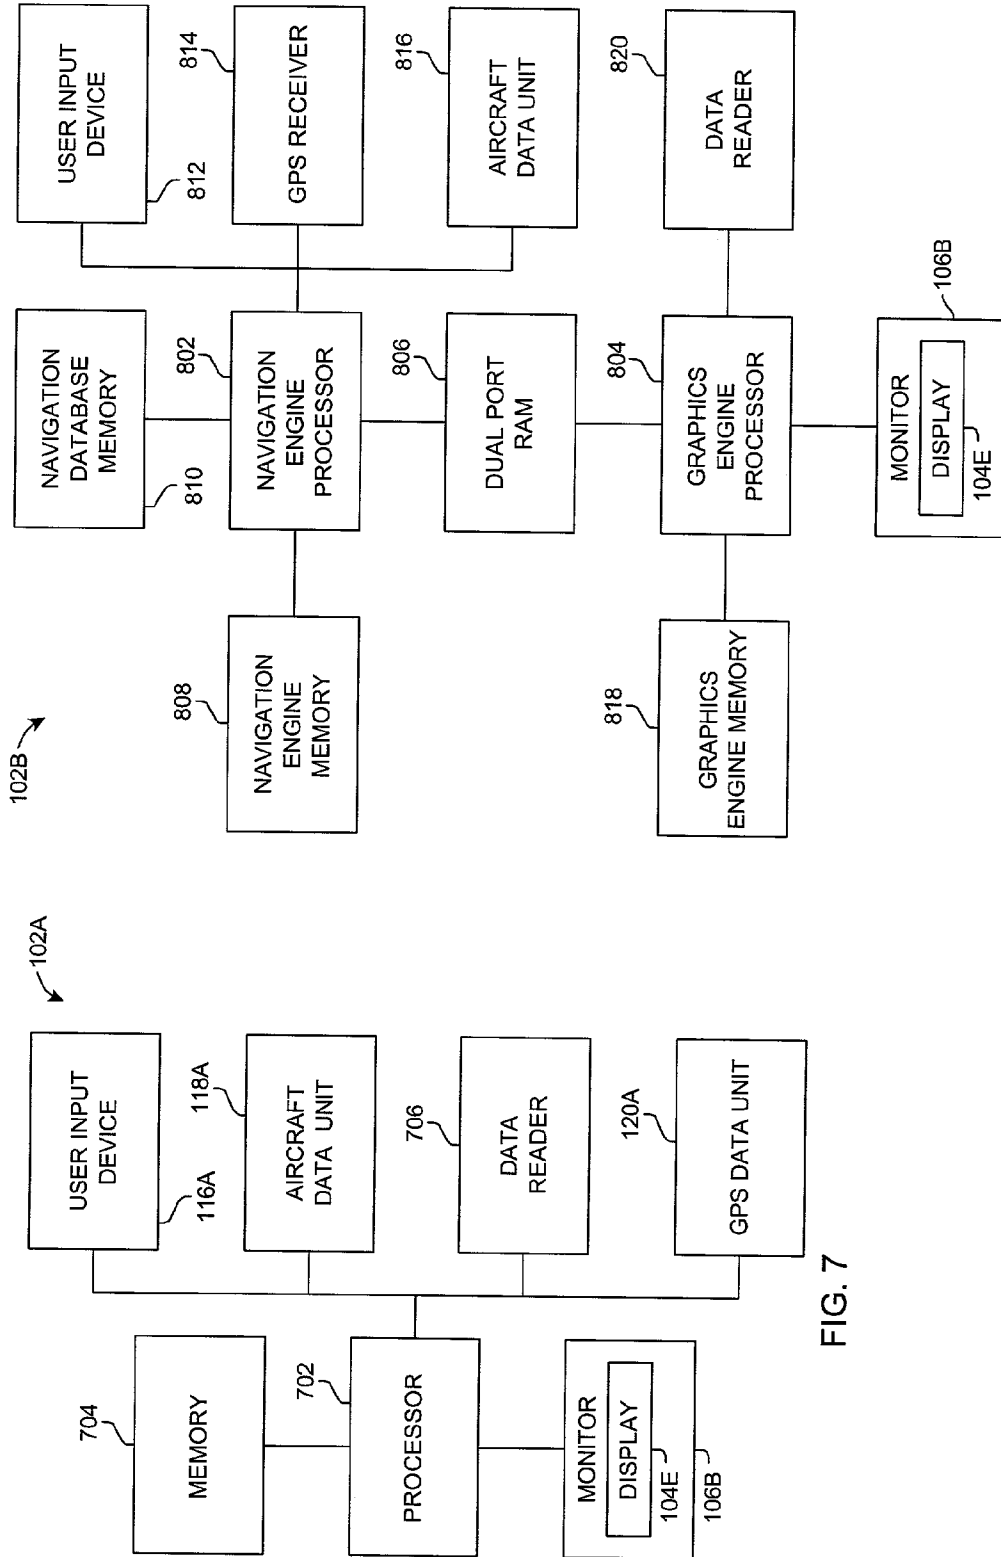 102A
MEMORY
704
PROCESSOR
702
MONITOR
DISPLAY
104E
106B
USER INPUT
DEVICE
116A
AIRCRAFT
DATA UNIT
118A
DATA
READER
706
GPS DATA UNIT
120A
FIG. 7
102B
NAVIGATION
ENGINE
MEMORY
808
NAVIGATION
DATABASE
MEMORY
810
NAVIGATION
ENGINE
PROCESSOR
802
USER INPUT
DEVICE
812
GPS RECEIVER
814
AIRCRAFT
DATA UNIT
816
DUAL PORT
RAM
806
GRAPHICS
ENGINE MEMORY
818
GRAPHICS
ENGINE
PROCESSOR
804
DATA
READER
820
MONITOR
DISPLAY
104E
106B